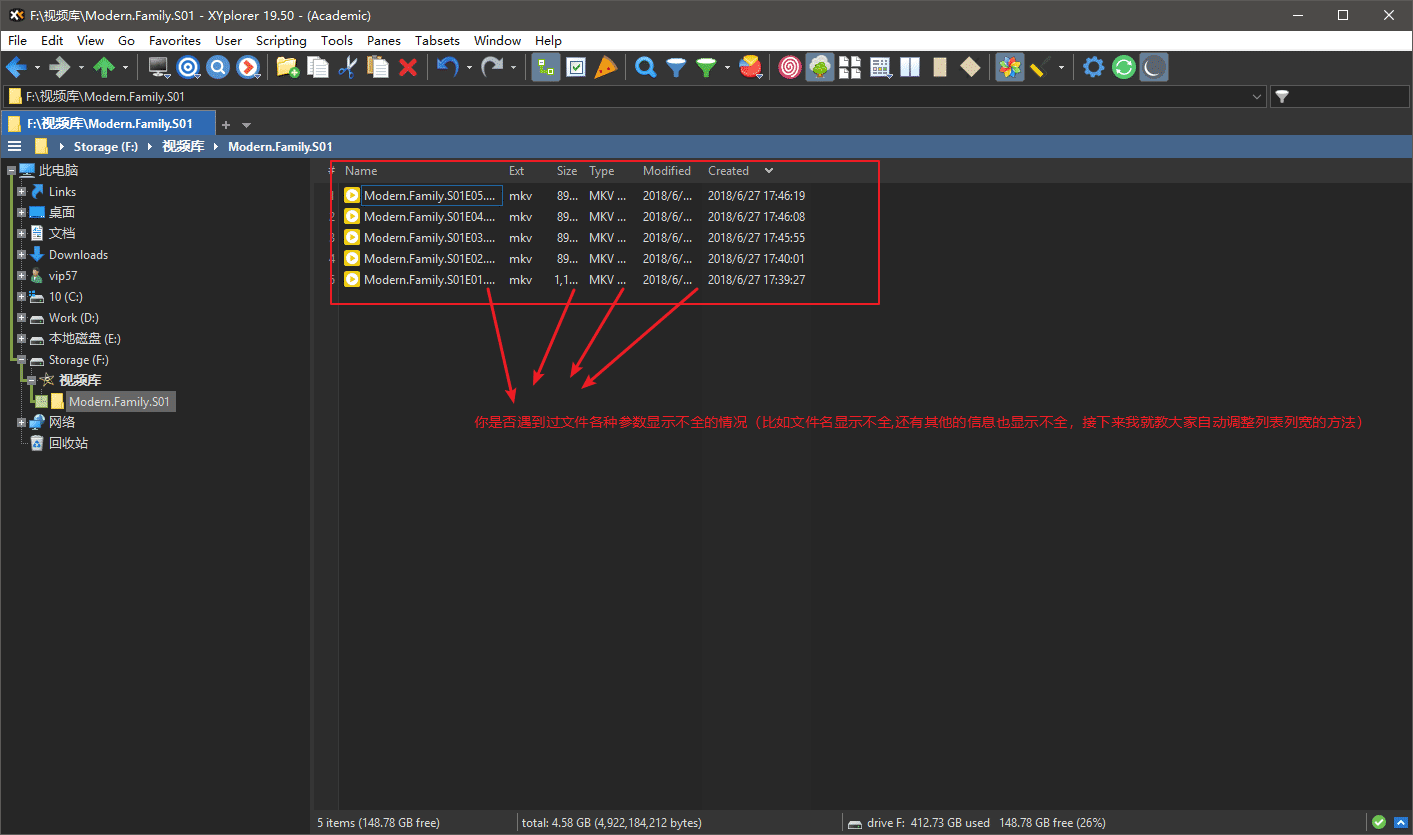 F:\视频库\Modern.Family.S01 - XYplorer 19.50 - (Academic)
File Edit View Go Favorites User Scripting Tools Panes Tabsets Window Help
F:\视频库\Modern.Family.S01
F:\视频库\Modern.Family.S01
Storage (F:) 视频库 Modern.Family.S01
此电脑
Links
桌面
文档
Downloads
vip57
10 (C:)
Work (D:)
本地磁盘 (E:)
Storage (F:)
视频库
Modern.Family.S01
网络
回收站
# Name Ext Size Type Modified Created
1 Modern.Family.S01E05.... mkv 89... MKV ... 2018/6/... 2018/6/27 17:46:19
2 Modern.Family.S01E04.... mkv 89... MKV ... 2018/6/... 2018/6/27 17:46:08
3 Modern.Family.S01E03.... mkv 89... MKV ... 2018/6/... 2018/6/27 17:45:55
4 Modern.Family.S01E02.... mkv 89... MKV ... 2018/6/... 2018/6/27 17:40:01
5 Modern.Family.S01E01.... mkv 1,1... MKV ... 2018/6/... 2018/6/27 17:39:27
你是否遇到过文件各种参数显示不全的情况（比如文件名显示不全,还有其他的信息也显示不全，接下来我就教大家自动调整列表列宽的方法）
5 items (148.78 GB free) total: 4.58 GB (4,922,184,212 bytes) drive F: 412.73 GB used 148.78 GB free (26%)